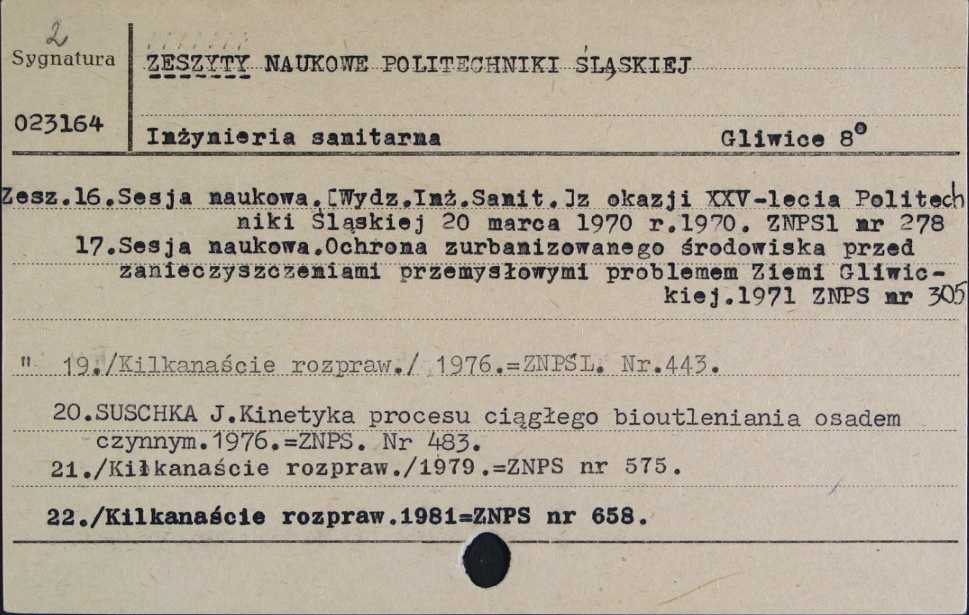 2
Sygnatura
ZESZYTY NAUKOWE POLITECHNIKI ŚLĄSKIEJ
023164
Inżynieria sanitarna Gliwice 8°
Zesz.16.Sesja naukowa.[Wydz.Inż.Sanit.]z okazji XXV-lecia Politech
niki Śląskiej 20 marca 1970 r.1970. ZNPSl nr 278
17.Sesja naukowa.Ochrona zurbanizowanego środowiska przed
zanieczyszczeniami przemysłowymi problemem Ziemi Gliwic-
kiej.1971 ZNPS nr 305
" 19./Kilkanaście rozpraw./ 1976.=ZNPŚL. Nr.443.
20.SUSCHKA J.Kinetyka procesu ciągłego bioutleniania osadem
czynnym.1976.=ZNPS. Nr 483.
21./Kilkanaście rozpraw./1979.=ZNPS nr 575.
22./Kilkanaście rozpraw.1981=ZNPS nr 658.